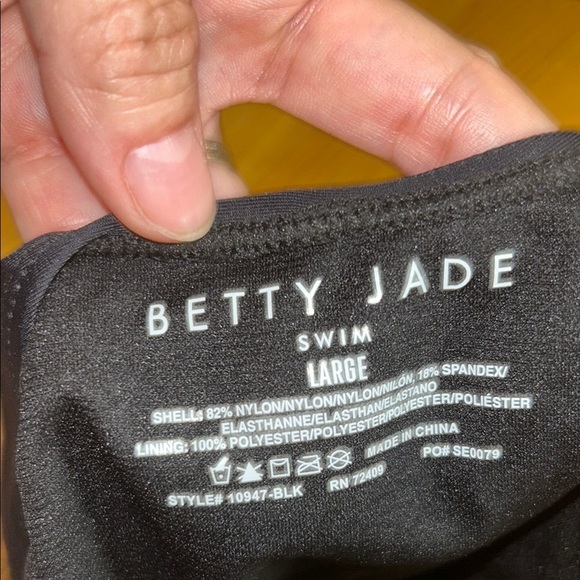 BETTY JADE
SWIM
LARGE
SHELL: 82% NYLON/NYLON/NYLON/NILÓN, 18% SPANDEX/
ELASTHANNE/ELASTHAN/ELASTANO
LINING: 100% POLYESTER/POLYESTER/POLYESTER/POLIÉSTER
MADE IN CHINA
STYLE# 10947-BLK RN 72409 PO# SE0079